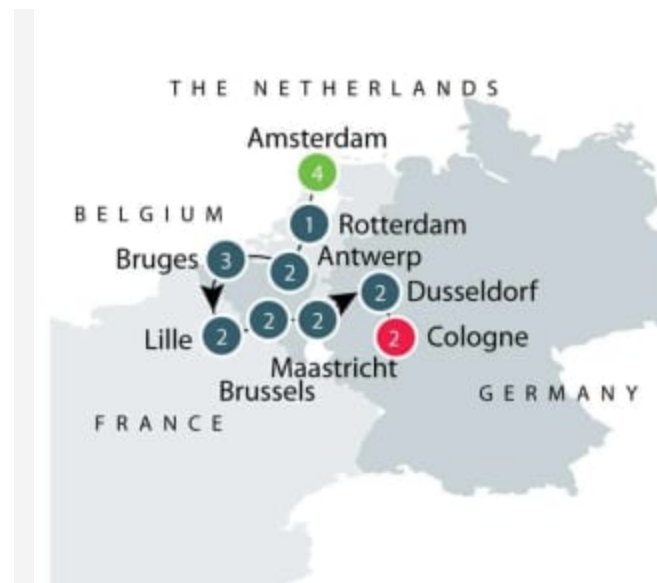 THE NETHERLANDS
Amsterdam
4
BELGIUM
1 Rotterdam
Bruges 3
2 Antwerp
2 Dusseldorf
Lille 2
2
2
2 Cologne
Maastricht
Brussels
GERMANY
FRANCE